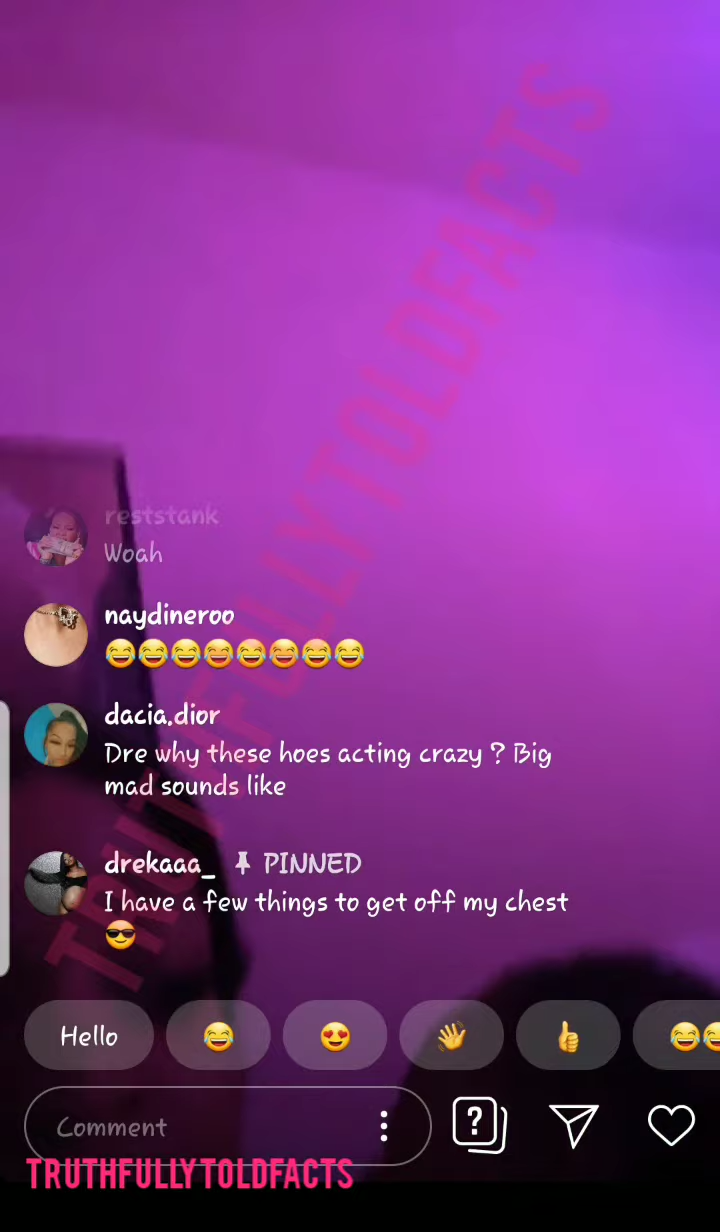 TRUTHFULLYTOLDFACTS
reststank
Woah
naydineroo
😂😂😂😂😂😂😂😂
dacia.dior
Dre why these hoes acting crazy ? Big
mad sounds like
drekaaa_ PINNED
I have a few things to get off my chest
😎
Hello 😂 😍 👋 👍 😂😂
Comment
TRUTHFULLYTOLDFACTS